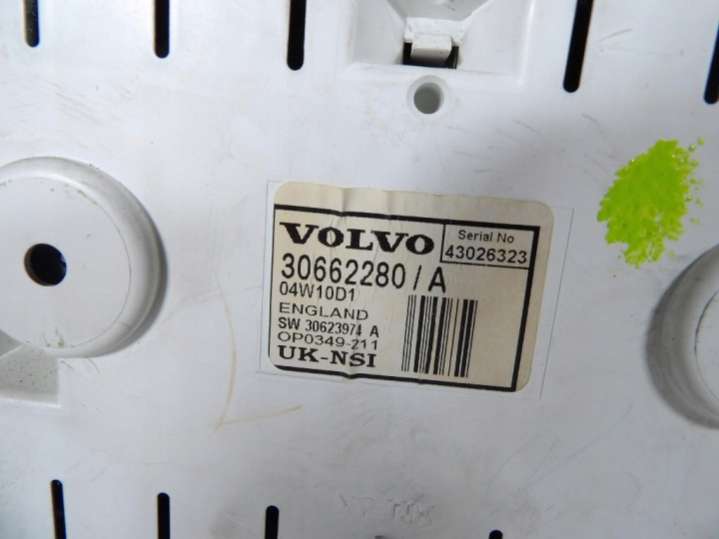 VOLVO
Serial No
43026323
30662280 / A
04W10D1
ENGLAND
SW 30623974 A
OP0349-211
UK-NSI